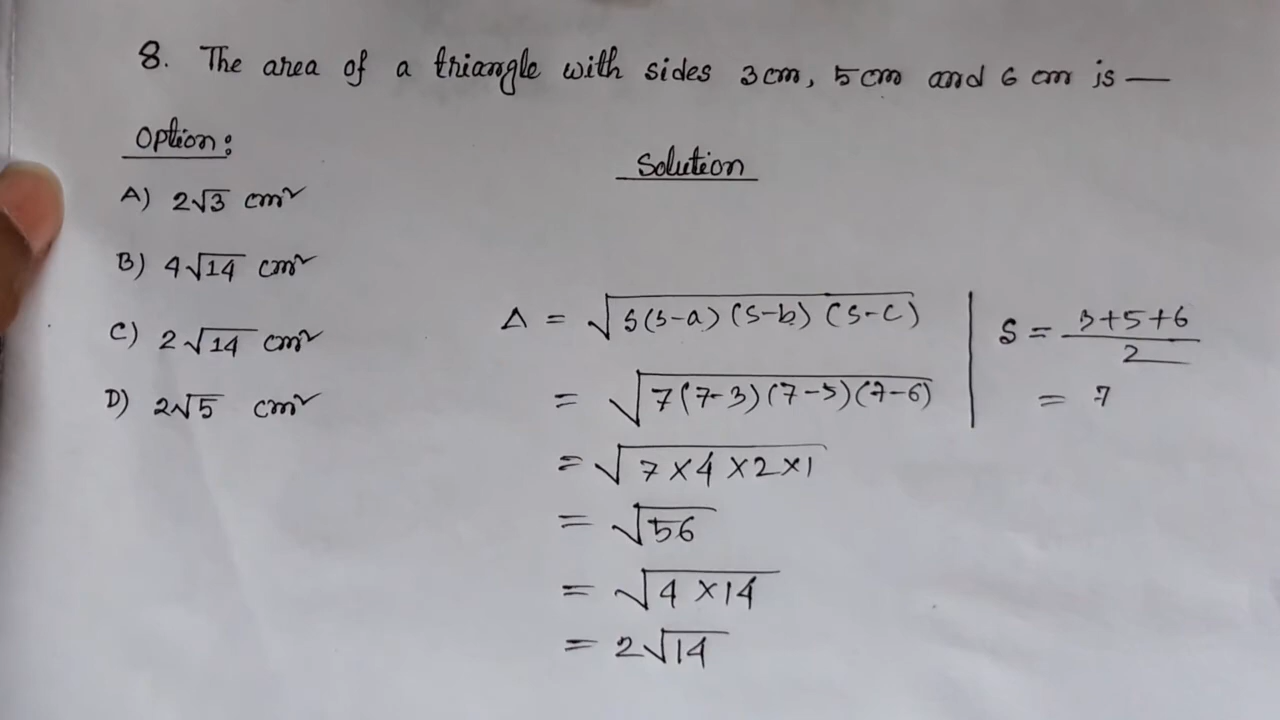 8. The area of a triangle with sides 3cm, 5cm and 6 cm is —
Option:
A) 2√3 cm²
B) 4√14 cm²
C) 2√14 cm²
D) 2√5 cm²
Solution
Δ = √s(s-a)(s-b)(s-c)
= √7(7-3)(7-5)(7-6)
= √7×4×2×1
= √56
= √4×14
= 2√14
S = 3+5+6
2
= 7